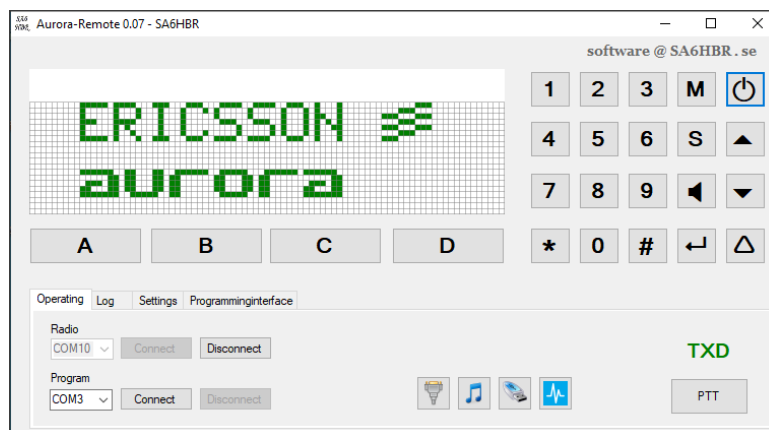 Aurora-Remote 0.07 - SA6HBR
software @ SA6HBR . se
ERICSSON
aurora
1 2 3 M
4 5 6 S
7 8 9
* 0 #
A B C D
Operating Log Settings Programminginterface
Radio
COM10 Connect Disconnect
TXD
Program
COM3 Connect Disconnect
PTT